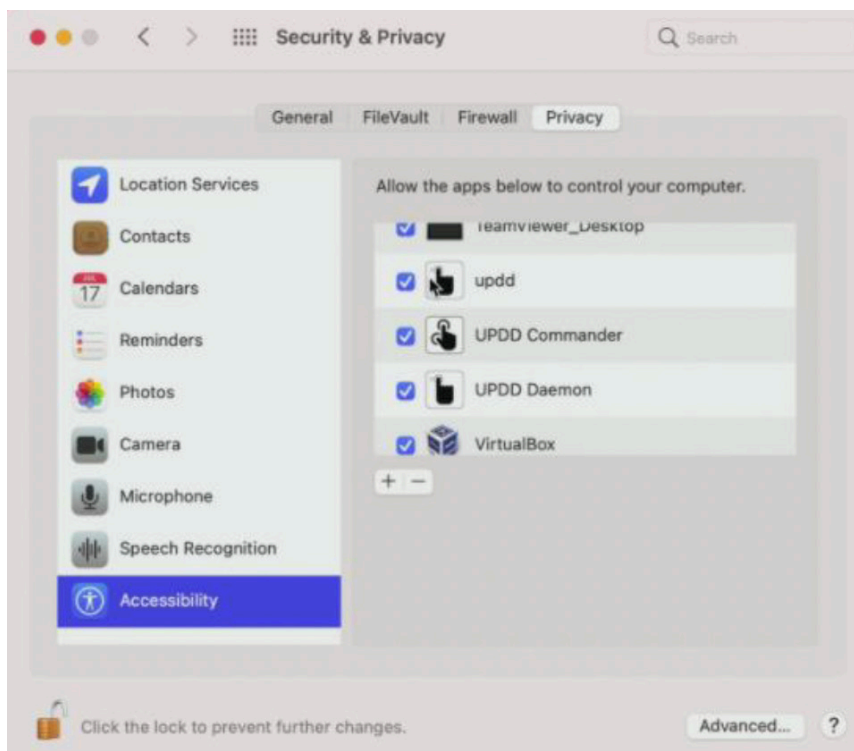 Security & Privacy
Search
General FileVault Firewall Privacy
Location Services
Contacts
JUL
17
Calendars
Reminders
Photos
Camera
Microphone
Speech Recognition
Accessibility
Allow the apps below to control your computer.
TeamViewer_Desktop
updd
UPDD Commander
UPDD Daemon
VirtualBox
+ −
Click the lock to prevent further changes.
Advanced... ?